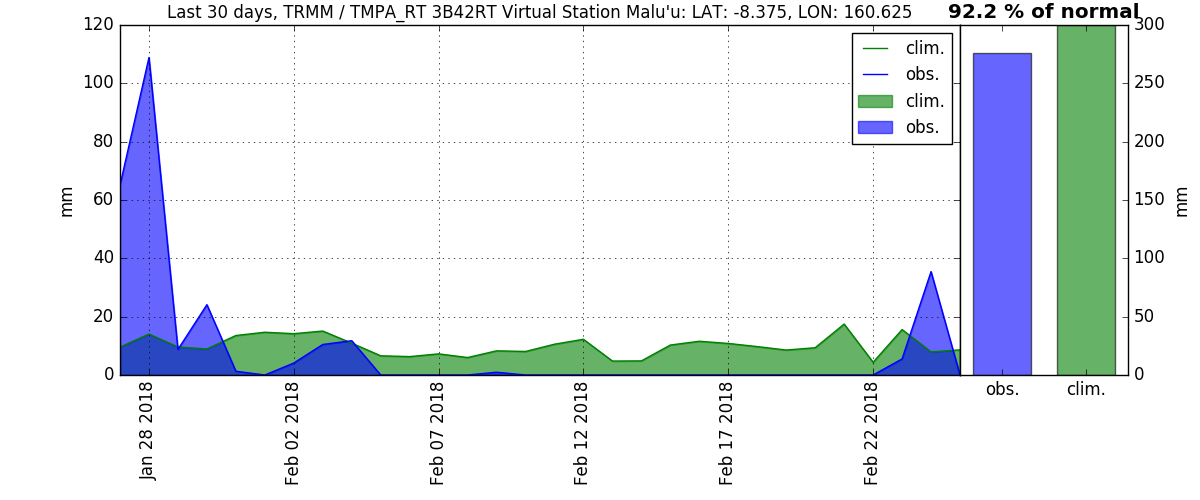 Last 30 days, TRMM / TMPA_RT 3B42RT Virtual Station Malu'u: LAT: -8.375, LON: 160.625
92.2 % of normal
120
100
80
60
40
20
0
mm
clim.
obs.
clim.
obs.
300
250
200
150
100
50
0
mm
Jan 28 2018
Feb 02 2018
Feb 07 2018
Feb 12 2018
Feb 17 2018
Feb 22 2018
obs.
clim.